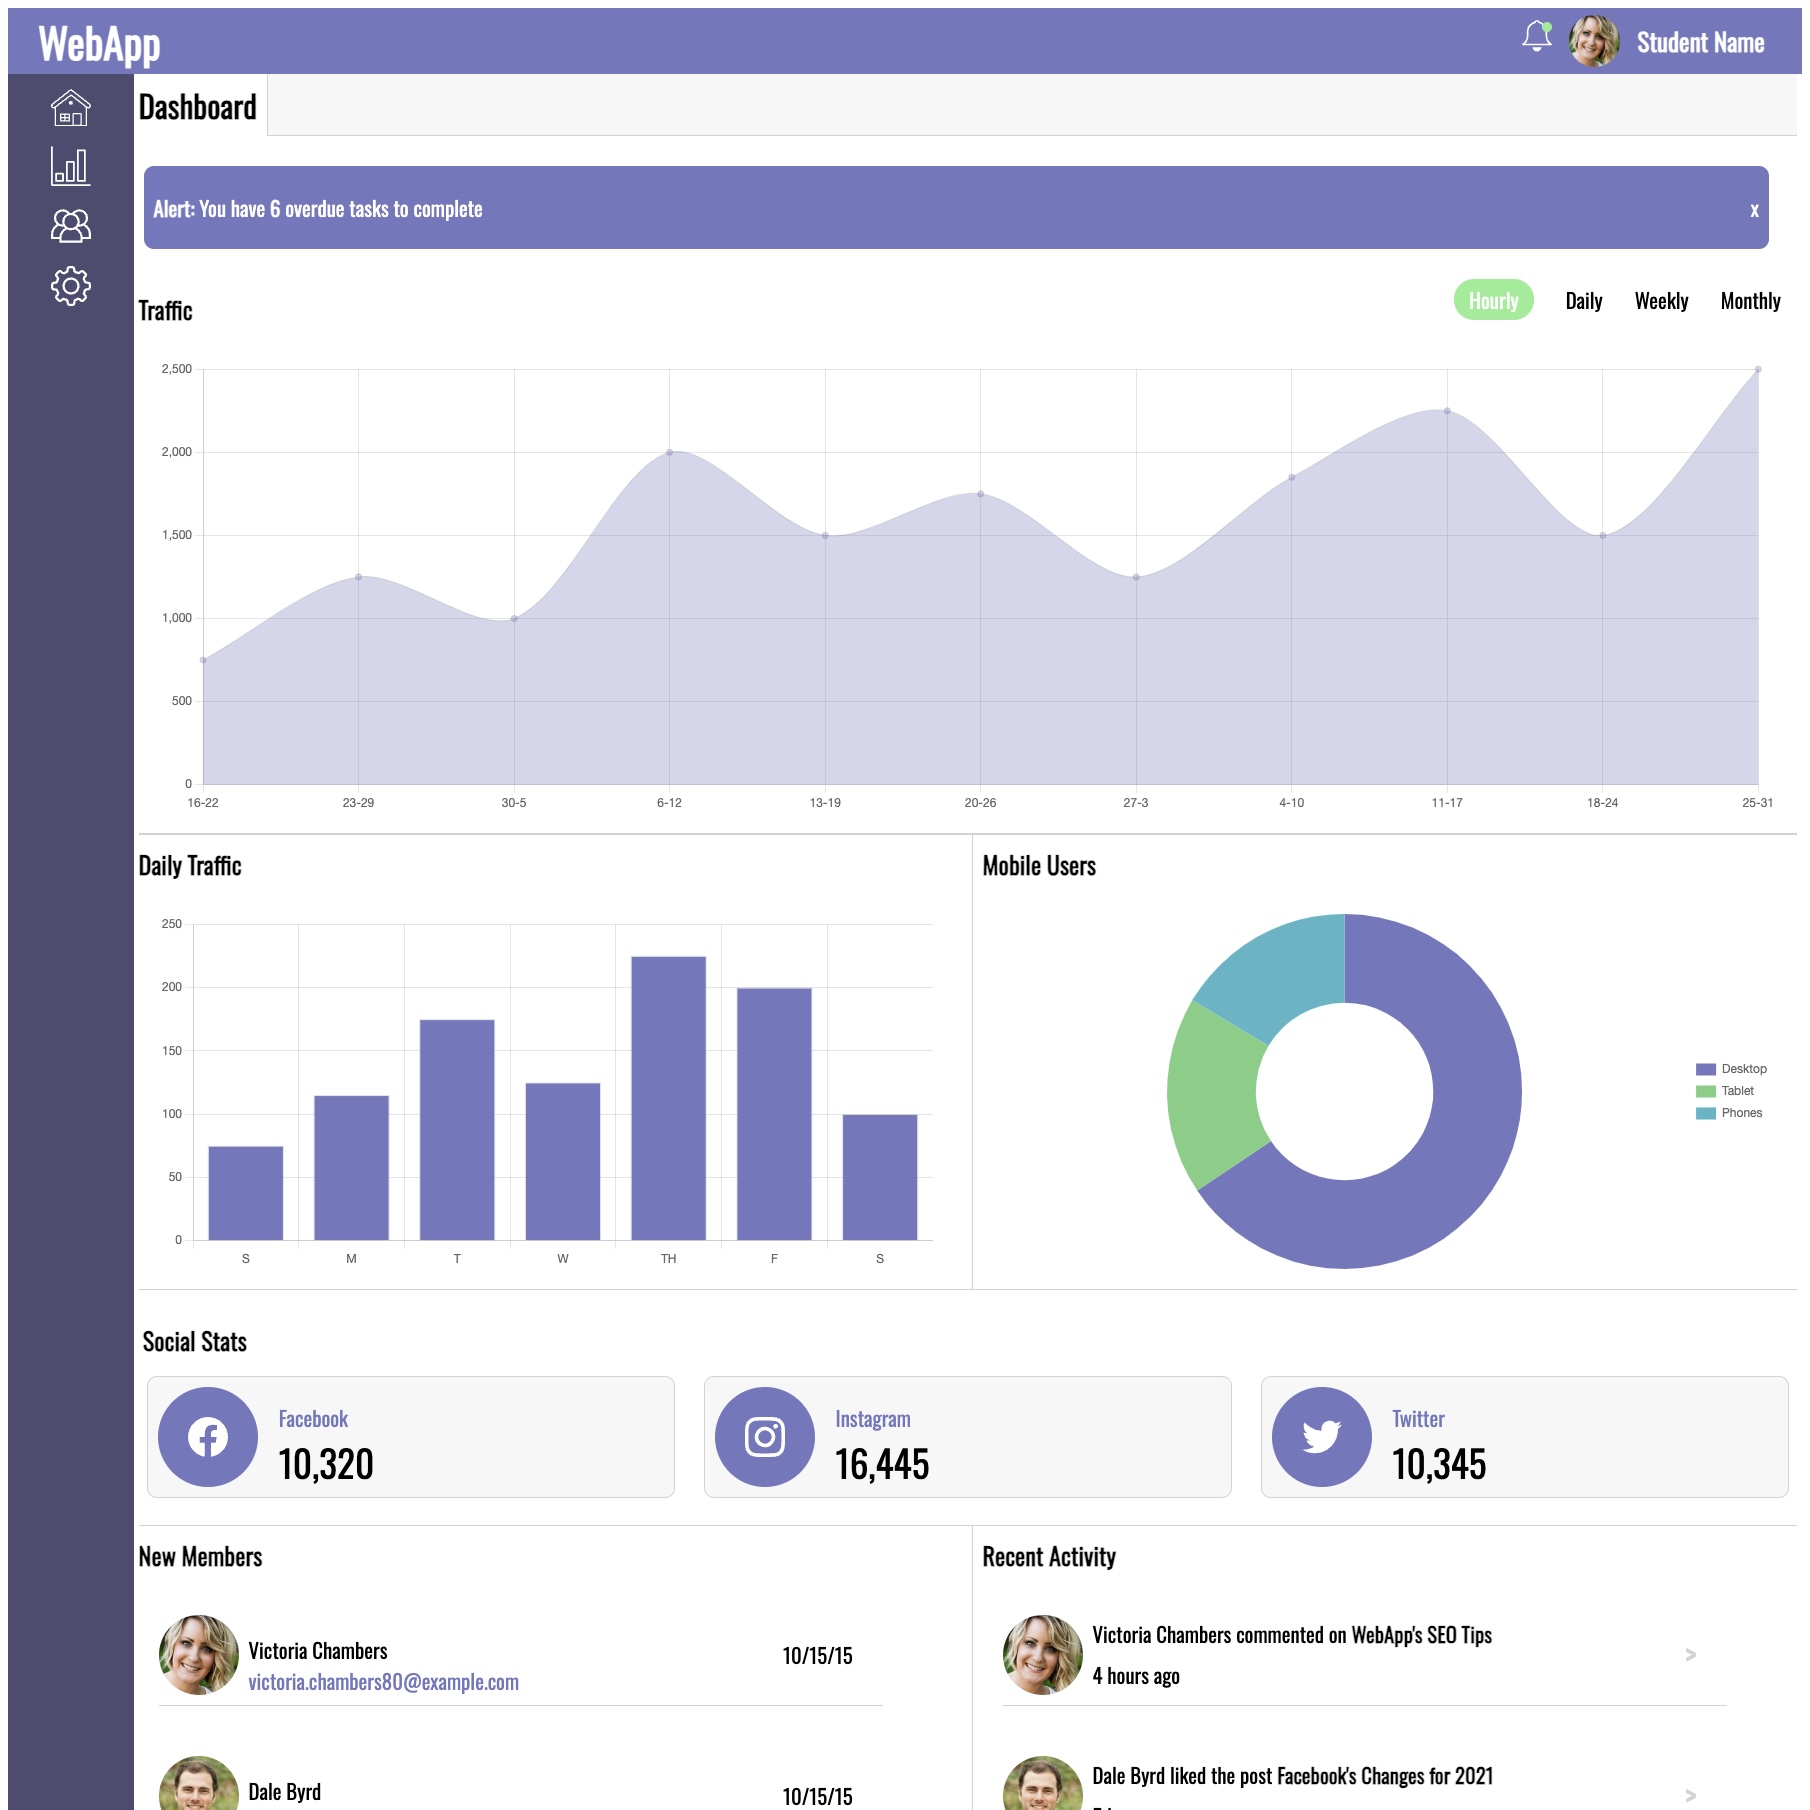 WebApp
Student Name
Dashboard
Alert: You have 6 overdue tasks to complete
x
Traffic
Hourly Daily Weekly Monthly
2,500
2,000
1,500
1,000
500
0
16-22 23-29 30-5 6-12 13-19 20-26 27-3 4-10 11-17 18-24 25-31
Daily Traffic
250
200
150
100
50
0
S M T W TH F S
Mobile Users
Desktop
Tablet
Phones
Social Stats
Facebook
10,320
Instagram
16,445
Twitter
10,345
New Members
Victoria Chambers
victoria.chambers80@example.com
10/15/15
Dale Byrd
10/15/15
Recent Activity
Victoria Chambers commented on WebApp's SEO Tips
4 hours ago
>
Dale Byrd liked the post Facebook's Changes for 2021
>